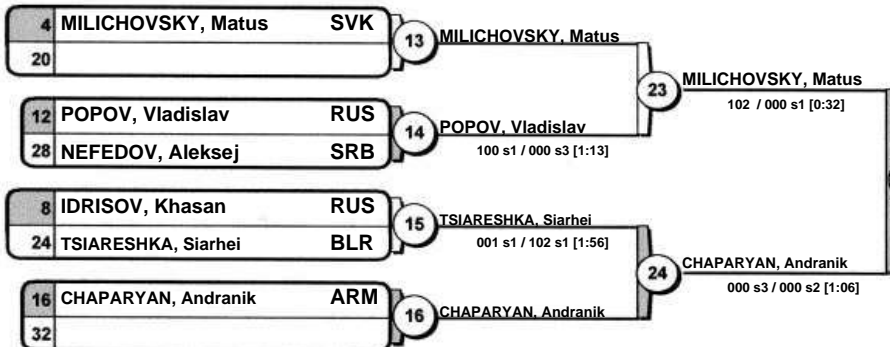 4 MILICHOVSKY, Matus SVK
20
13 MILICHOVSKY, Matus
12 POPOV, Vladislav RUS
28 NEFEDOV, Aleksej SRB
14 POPOV, Vladislav
100 s1 / 000 s3 [1:13]
23 MILICHOVSKY, Matus
102 / 000 s1 [0:32]
8 IDRISOV, Khasan RUS
24 TSIARESHKA, Siarhei BLR
15 TSIARESHKA, Siarhei
001 s1 / 102 s1 [1:56]
16 CHAPARYAN, Andranik ARM
32
16 CHAPARYAN, Andranik
24 CHAPARYAN, Andranik
000 s3 / 000 s2 [1:06]